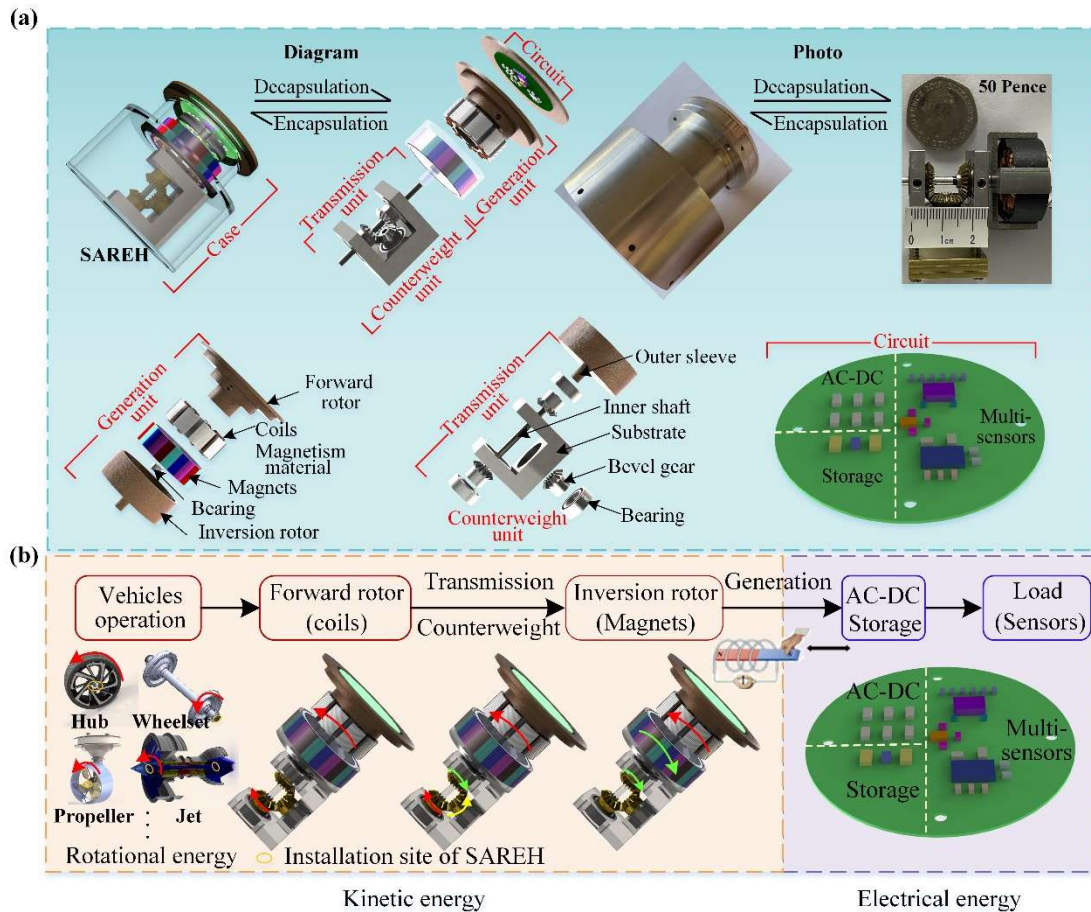 (a)
Diagram
Photo
Decapsulation
Encapsulation
Circuit
Decapsulation
Encapsulation
50 Pence
Transmission
unit
Generation
unit
Counterweight
unit
Case
SAREH
0 1cm 2
Generation
unit
Forward
rotor
Coils
Magnetism
material
Magnets
Bearing
Inversion rotor
Transmission
unit
Outer sleeve
Inner shaft
Substrate
Bevel gear
Bearing
Counterweight
unit
Circuit
AC-DC
Multi-
sensors
Storage
(b)
Vehicles
operation
Forward rotor
(coils)
Transmission
Counterweight
Inversion rotor
(Magnets)
Generation
AC-DC
Storage
Load
(Sensors)
Hub
Wheelset
Propeller
Jet
Rotational energy
Installation site of SAREH
AC-DC
Multi-
sensors
Storage
Kinetic energy
Electrical energy